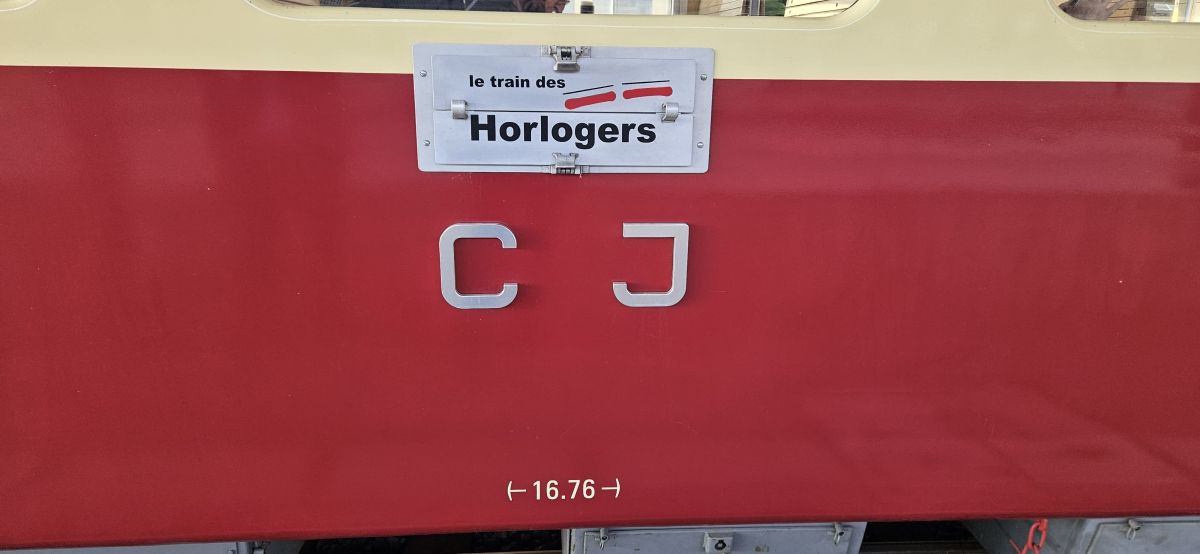 le train des
Horlogers
C J
16.76